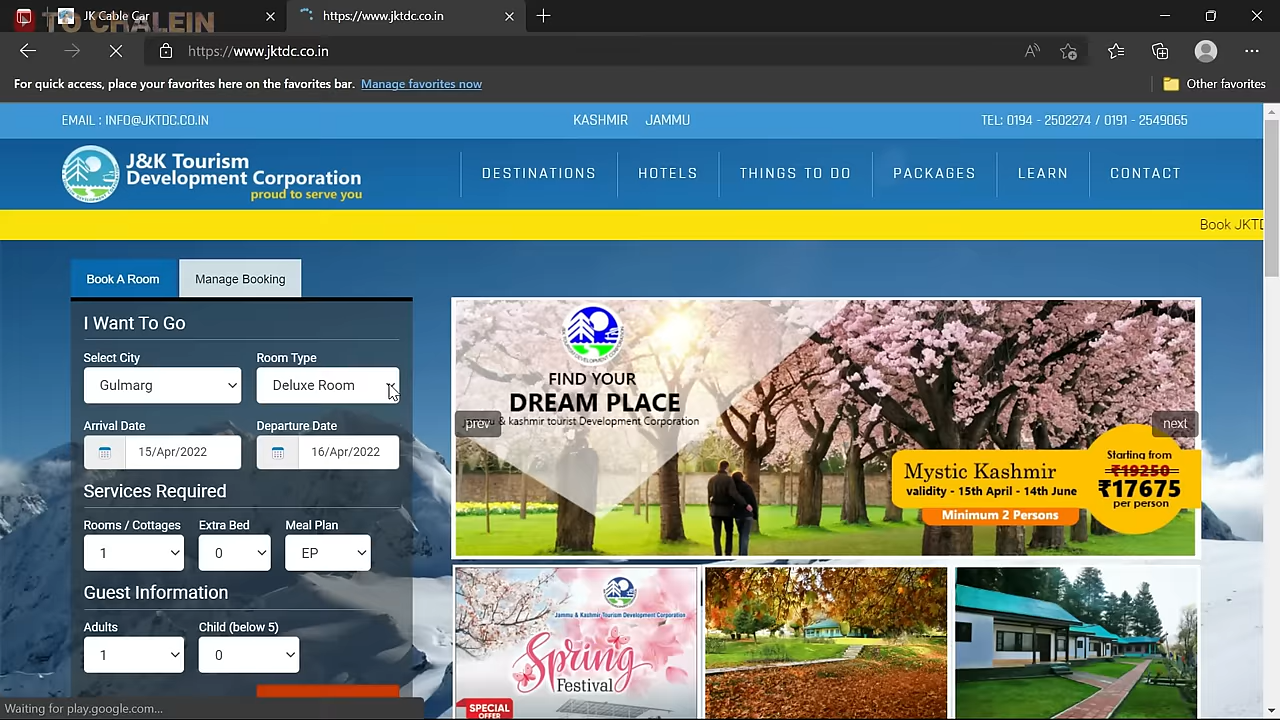 TO CHALEIN
JK Cable Car
https://www.jktdc.co.in
https://www.jktdc.co.in
For quick access, place your favorites here on the favorites bar. Manage favorites now
Other favorites
EMAIL : INFO@JKTDC.CO.IN
KASHMIR JAMMU
TEL: 0194 - 2502274 / 0191 - 2549065
J&K Tourism
Development Corporation
proud to serve you
DESTINATIONS HOTELS THINGS TO DO PACKAGES LEARN CONTACT
Book JKTD
Book A Room Manage Booking
I Want To Go
Select City Room Type
Gulmarg Deluxe Room
Arrival Date Departure Date
15/Apr/2022 16/Apr/2022
Services Required
Rooms / Cottages Extra Bed Meal Plan
1 0 EP
Guest Information
Adults Child (below 5)
1 0
FIND YOUR
DREAM PLACE
& kashmir tourist Development Corporation
prev
next
Mystic Kashmir
validity - 15th April - 14th June
Minimum 2 Persons
Starting from
₹19250
₹17675
per person
Jammu & Kashmir Tourism Development Corporation
Spring
Festival
SPECIAL
OFFER
Waiting for play.google.com...